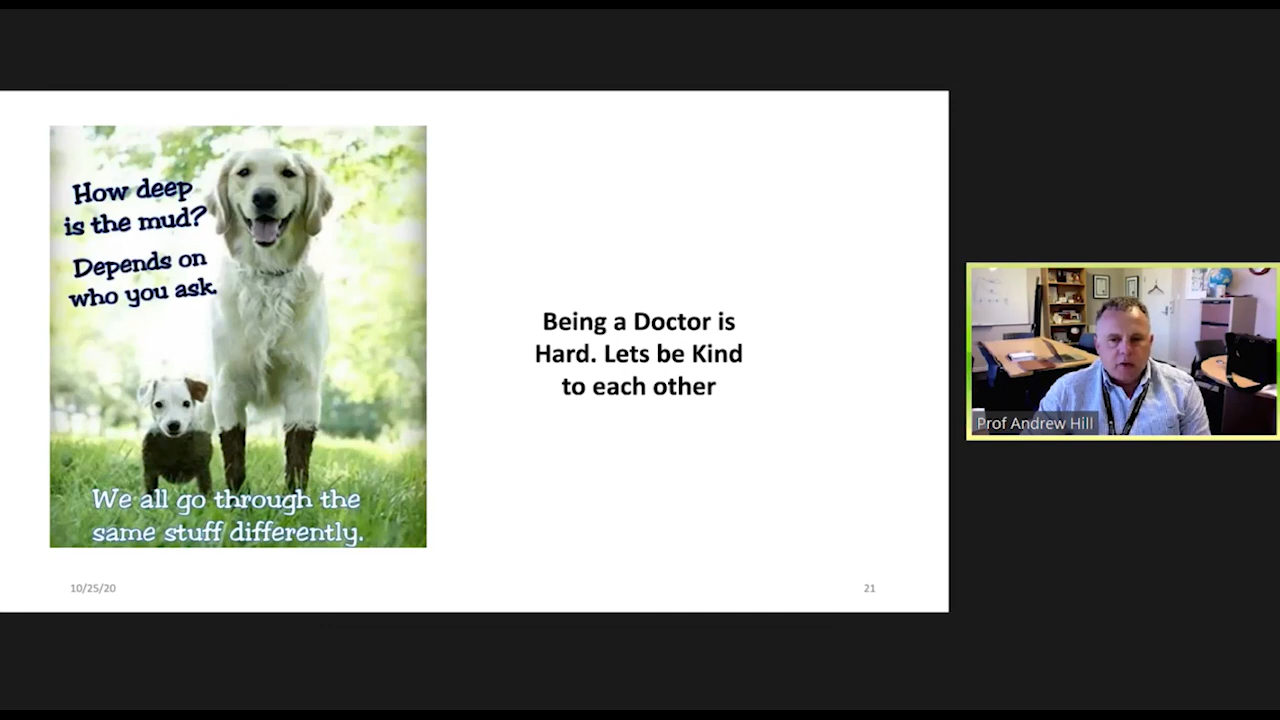 How deep
is the mud?
Depends on
who you ask.
We all go through the
same stuff differently.
Being a Doctor is
Hard. Lets be Kind
to each other
10/25/20
21
Prof Andrew Hill